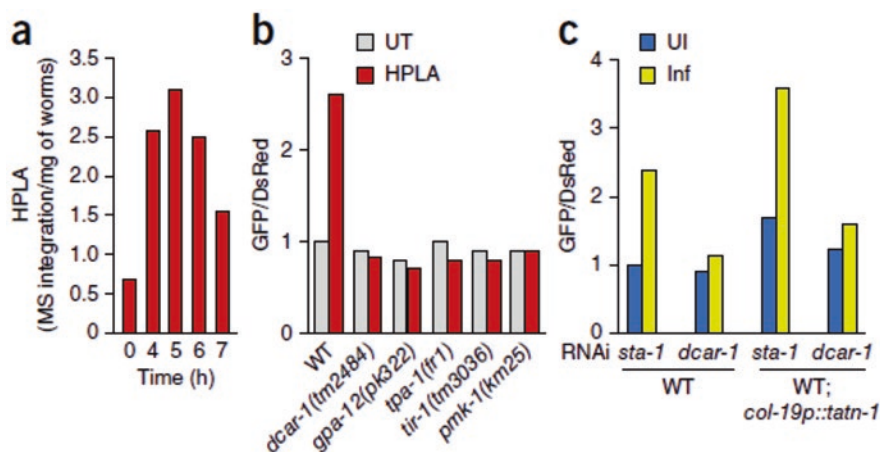 a
HPLA
(MS integration/mg of worms)
3.5
3.0
2.5
2.0
1.5
1.0
0.5
0
0 4 5 6 7
Time (h)
b
UT
HPLA
GFP/DsRed
3
2
1
0
WT
dcar-1(tm2484)
gpa-12(pk322)
tpa-1(fr1)
tir-1(tm3036)
pmk-1(km25)
c
UI
Inf
GFP/DsRed
4
3
2
1
0
RNAi sta-1 dcar-1 sta-1 dcar-1
WT WT;
col-19p::tatn-1